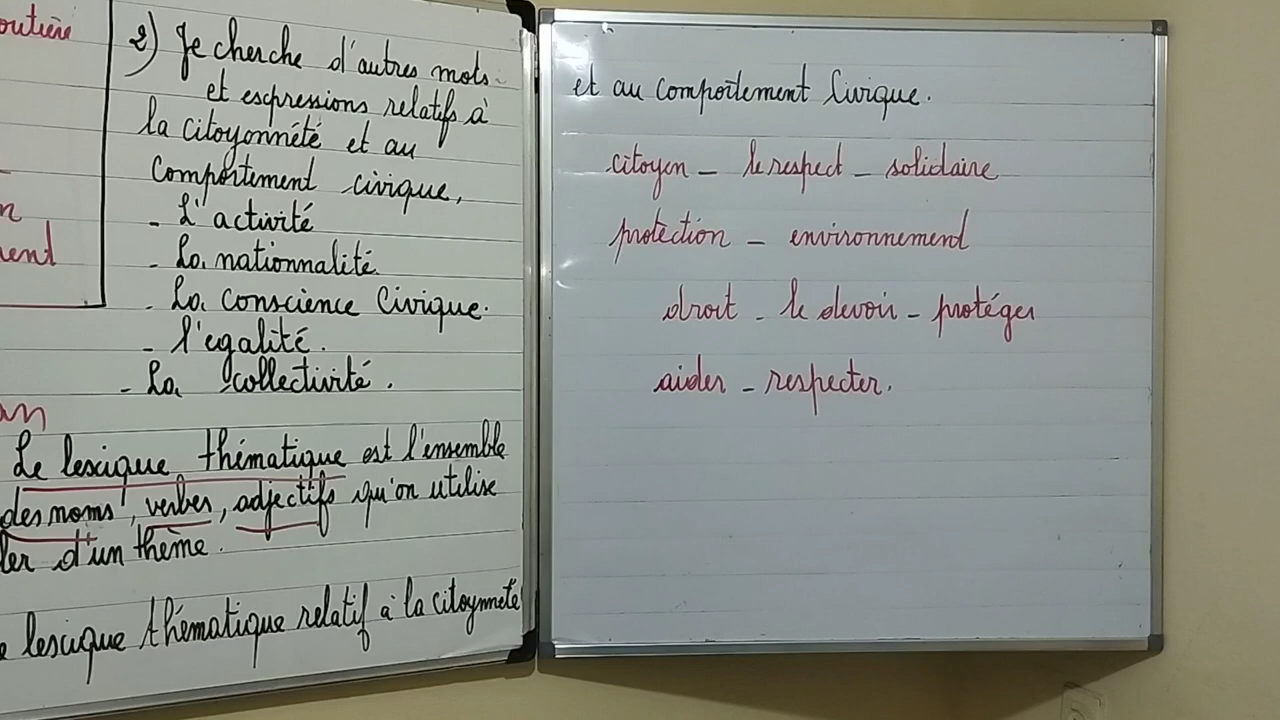 2) Je cherche d'autres mots
et expressions relatifs à
la citoyonnété et au
comportement civique,
- L'activité
- La nationnalité.
- La conscience Civique.
- l'egalité.
- La collectivité.
Le lexique thématique est l'ensemble
des noms, verbes, adjectifs qu'on utilise
d'un thème.
lexique thématique relatif à la citoynneté
et au comportement Civique.
citoyen - le respect - solidaire
protection - environnement
droit - le devoir - protéger
aider - respecter.